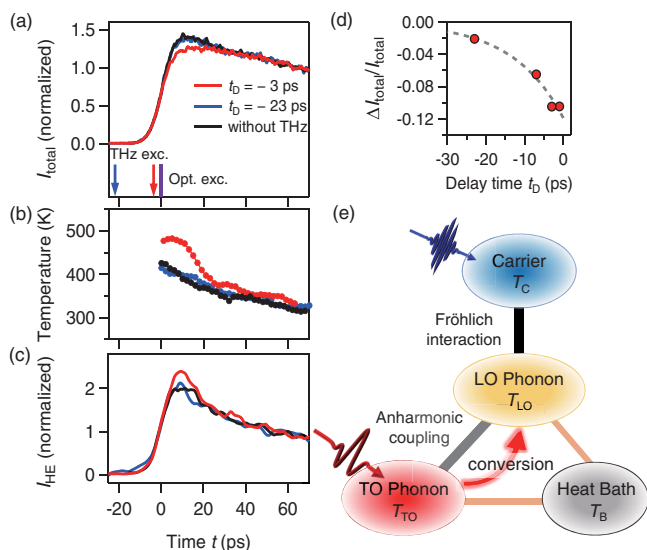 (a)
I_total (normalized)
1.5
1.0
0.5
0.0
t_D = − 3 ps
t_D = − 23 ps
without THz
THz exc.
Opt. exc.
(b)
Temperature (K)
500
450
400
350
300
(c)
I_HE (normalized)
2
1
0
-20
0
20
40
60
Time t (ps)
(d)
ΔI_total/I_total
0.00
-0.04
-0.08
-0.12
-30
-20
-10
0
Delay time t_D (ps)
(e)
Carrier
T_C
Fröhlich
interaction
LO Phonon
T_LO
Anharmonic
coupling
conversion
TO Phonon
T_TO
Heat Bath
T_B